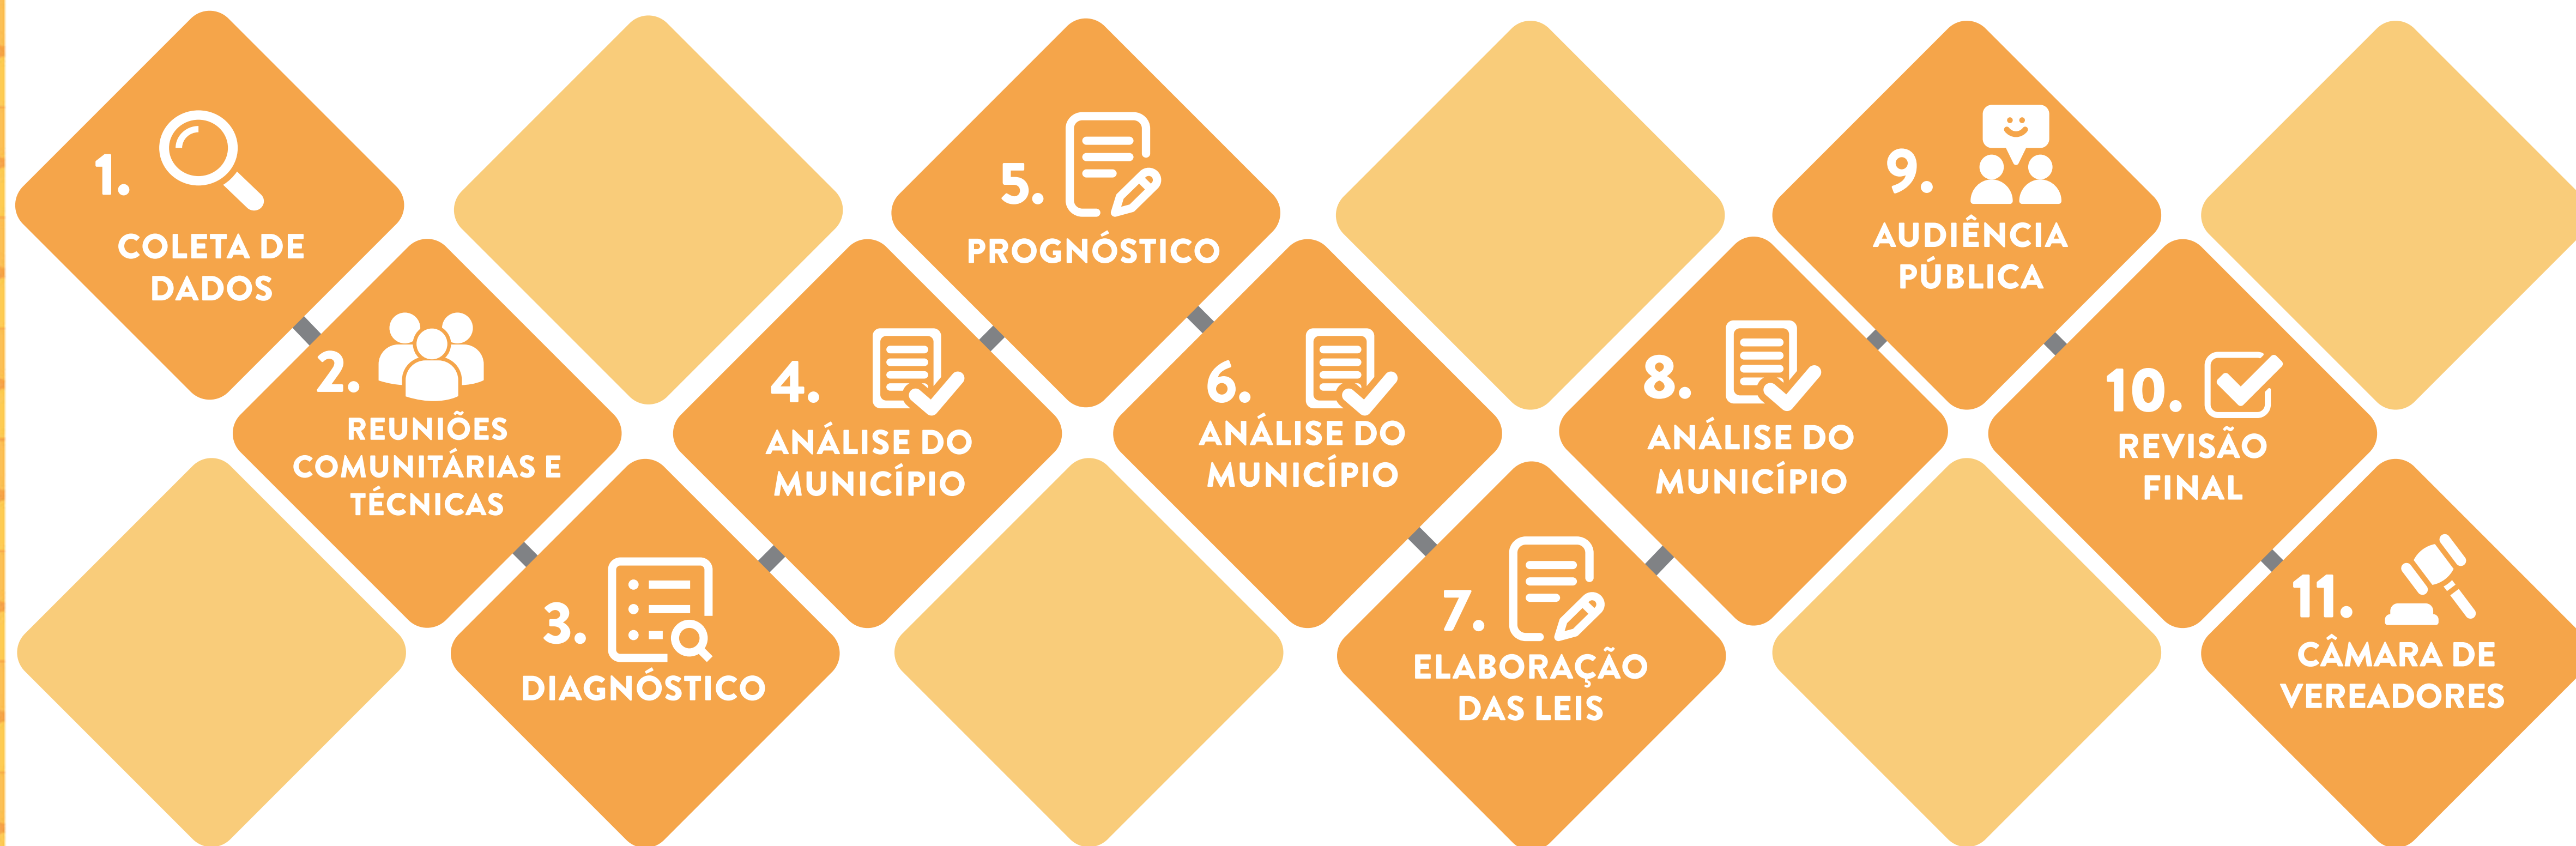 1.
COLETA DE
DADOS
2.
REUNIÕES
COMUNITÁRIAS E
TÉCNICAS
3.
DIAGNÓSTICO
4.
ANÁLISE DO
MUNICÍPIO
5.
PROGNÓSTICO
6.
ANÁLISE DO
MUNICÍPIO
7.
ELABORAÇÃO
DAS LEIS
8.
ANÁLISE DO
MUNICÍPIO
9.
AUDIÊNCIA
PÚBLICA
10.
REVISÃO
FINAL
11.
CÂMARA DE
VEREADORES